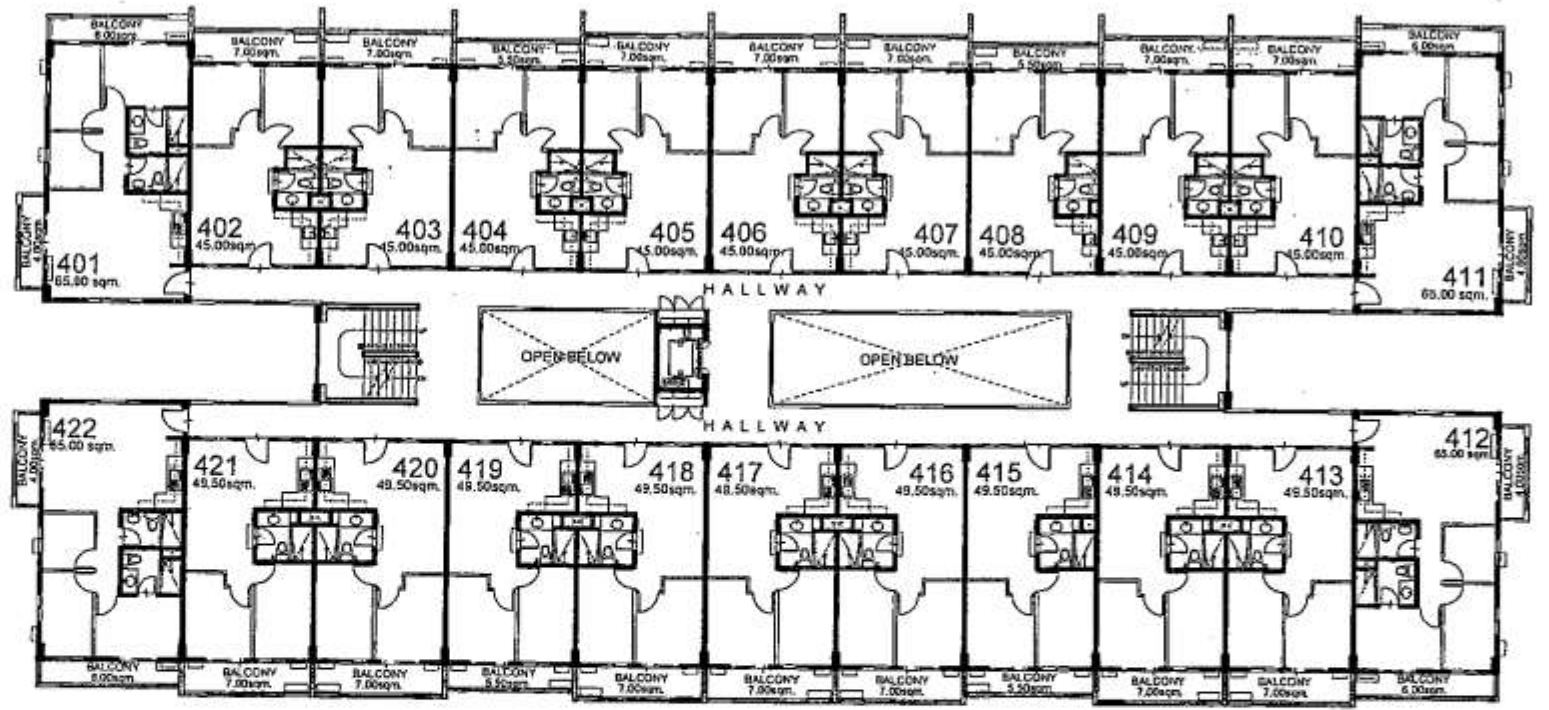 BALCONY
6.00sqm.
BALCONY
7.00sqm.
BALCONY
7.00sqm.
BALCONY
5.50sqm.
BALCONY
7.00sqm.
BALCONY
7.00sqm.
BALCONY
7.00sqm.
BALCONY
5.50sqm.
BALCONY
7.00sqm.
BALCONY
7.00sqm.
BALCONY
6.00sqm.
BALCONY
4.00sqm.
401
65.00 sqm.
402
45.00sqm.
403
45.00sqm.
404
45.00sqm.
405
45.00sqm.
406
45.00sqm.
407
45.00sqm.
408
45.00sqm.
409
45.00sqm.
410
45.00sqm.
411
65.00 sqm.
BALCONY
4.00sqm.
HALLWAY
OPEN BELOW
OPEN BELOW
HALLWAY
BALCONY
4.00sqm.
422
65.00 sqm.
421
49.50sqm.
420
49.50sqm.
419
49.50sqm.
418
49.50sqm.
417
49.50sqm.
416
49.50sqm.
415
49.50sqm.
414
49.50sqm.
413
49.50sqm.
412
65.00 sqm.
BALCONY
4.00sqm.
BALCONY
6.00sqm.
BALCONY
7.00sqm.
BALCONY
7.00sqm.
BALCONY
5.50sqm.
BALCONY
7.00sqm.
BALCONY
7.00sqm.
BALCONY
7.00sqm.
BALCONY
5.50sqm.
BALCONY
7.00sqm.
BALCONY
7.00sqm.
BALCONY
6.00sqm.